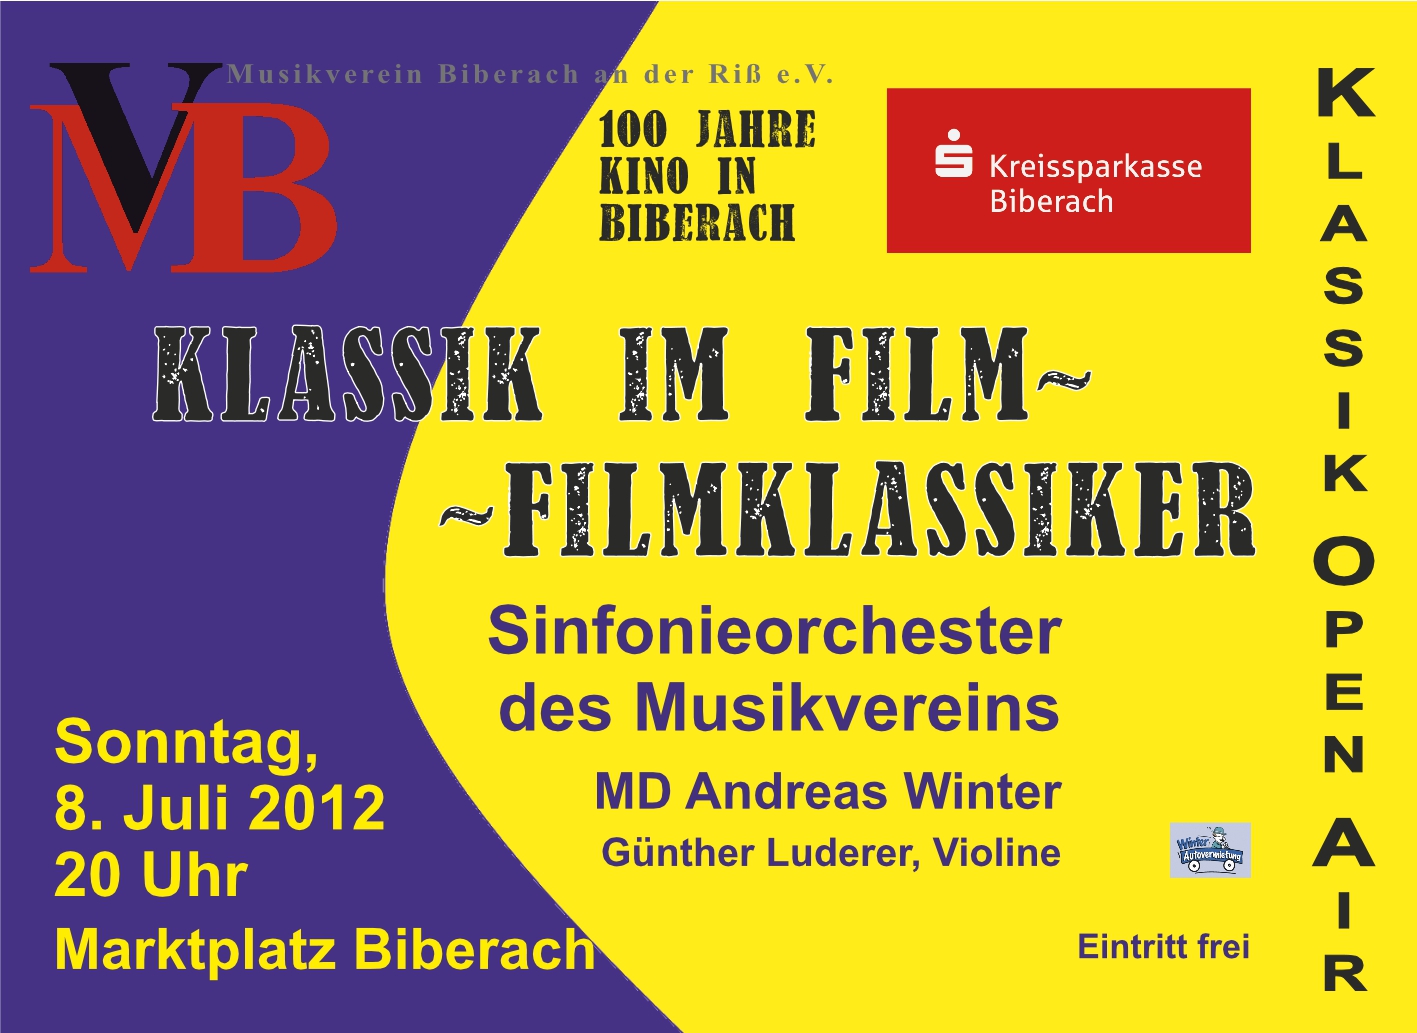 MVB
Musikverein Biberach an der Riß e.V.
100 JAHRE
KINO IN
BIBERACH
Kreissparkasse
Biberach
KLASSIK IM FILM~
~FILMKLASSIKER
Sinfonieorchester
des Musikvereins
MD Andreas Winter
Günther Luderer, Violine
Sonntag,
8. Juli 2012
20 Uhr
Marktplatz Biberach
Winter
Autovermietung
Eintritt frei
KLASSIK OPEN AIR